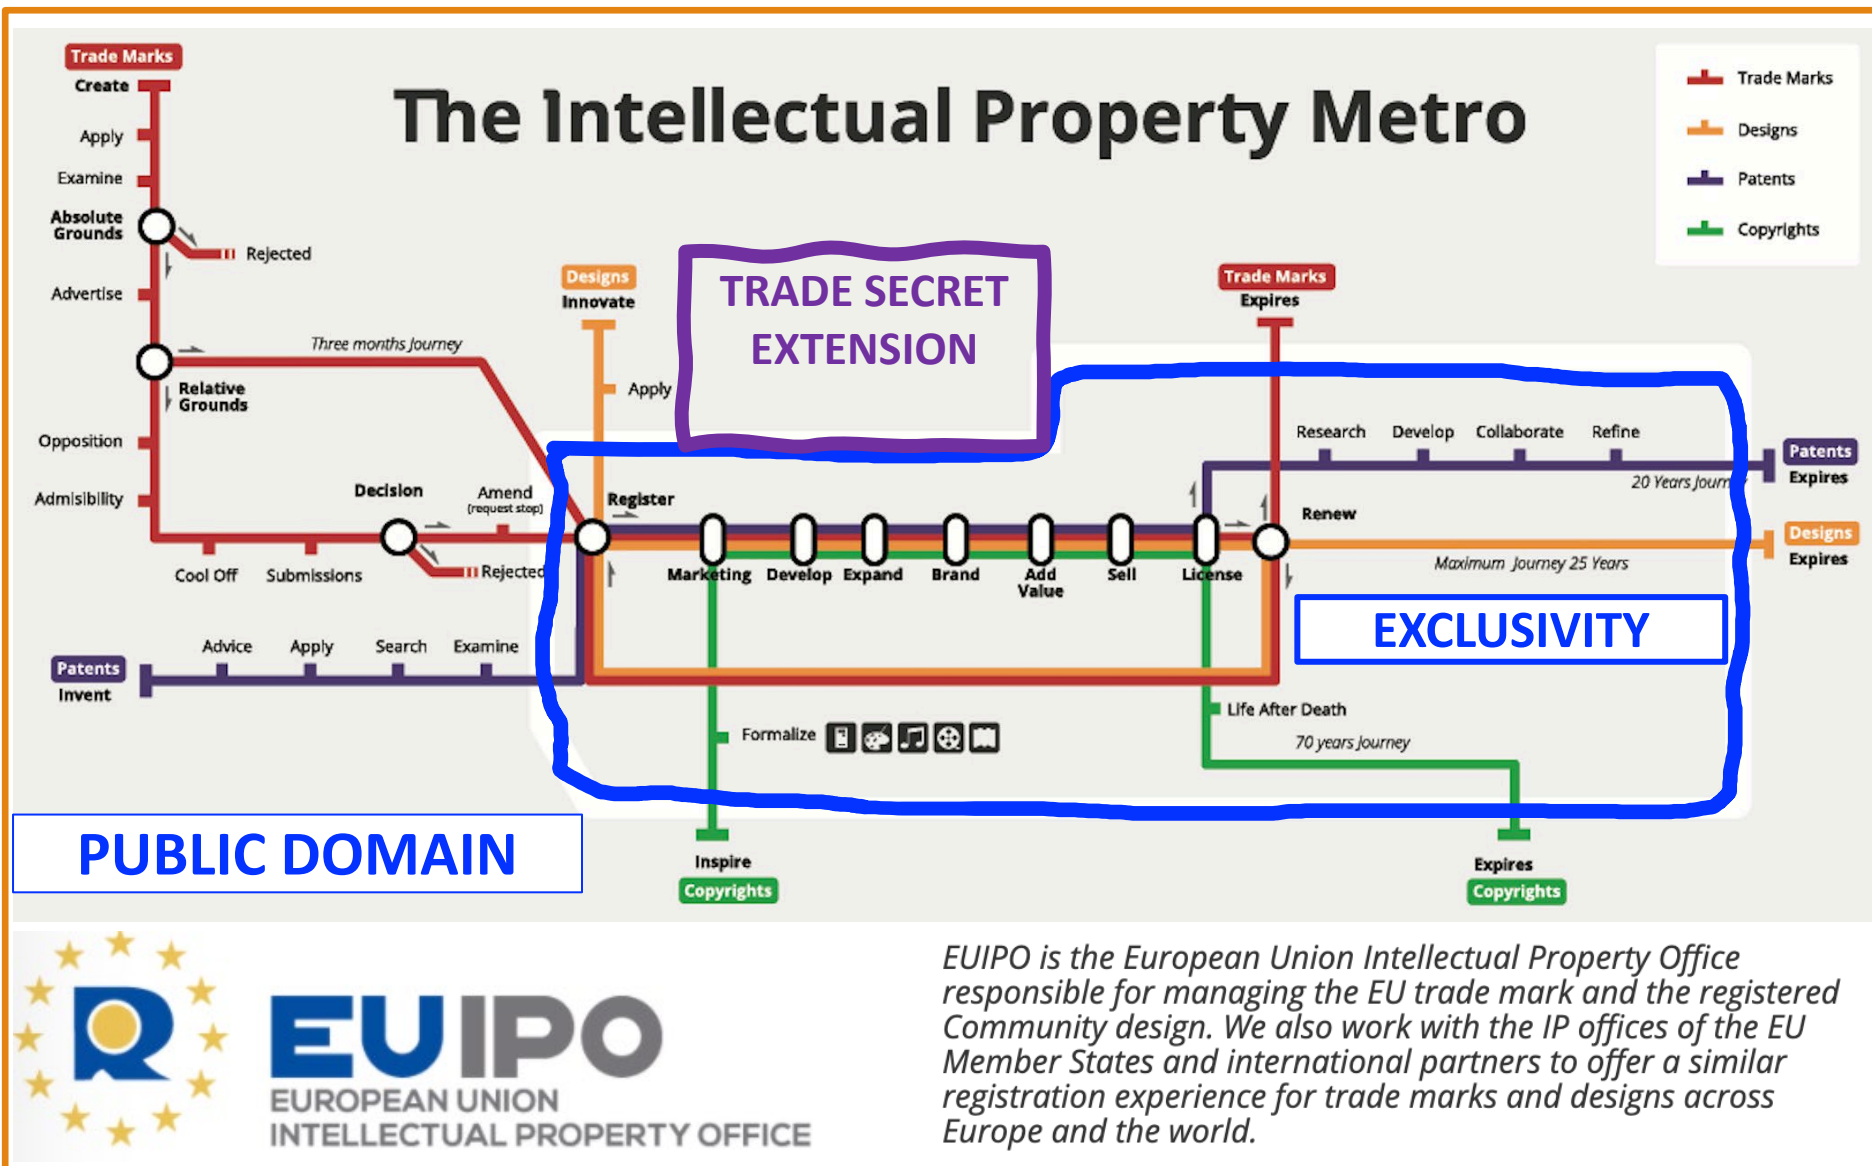 Trade Marks
Create
Apply
Examine
Absolute
Grounds
Rejected
Advertise
Three months Journey
Relative
Grounds
Opposition
Admisibility
Decision
Amend
(request stop)
Cool Off
Submissions
Rejected
Advice
Apply
Search
Examine
Patents
Invent
The Intellectual Property Metro
Trade Marks
Designs
Patents
Copyrights
Designs
Innovate
Apply
TRADE SECRET
EXTENSION
Trade Marks
Expires
Research
Develop
Collaborate
Refine
Patents
Expires
20 Years Journ
Register
Renew
Designs
Expires
Maximum Journey 25 Years
Marketing
Develop
Expand
Brand
Add
Value
Sell
License
EXCLUSIVITY
Formalize
Life After Death
70 years Journey
PUBLIC DOMAIN
Inspire
Copyrights
Expires
Copyrights
EUIPO
EUROPEAN UNION
INTELLECTUAL PROPERTY OFFICE
EUIPO is the European Union Intellectual Property Office
responsible for managing the EU trade mark and the registered
Community design. We also work with the IP offices of the EU
Member States and international partners to offer a similar
registration experience for trade marks and designs across
Europe and the world.